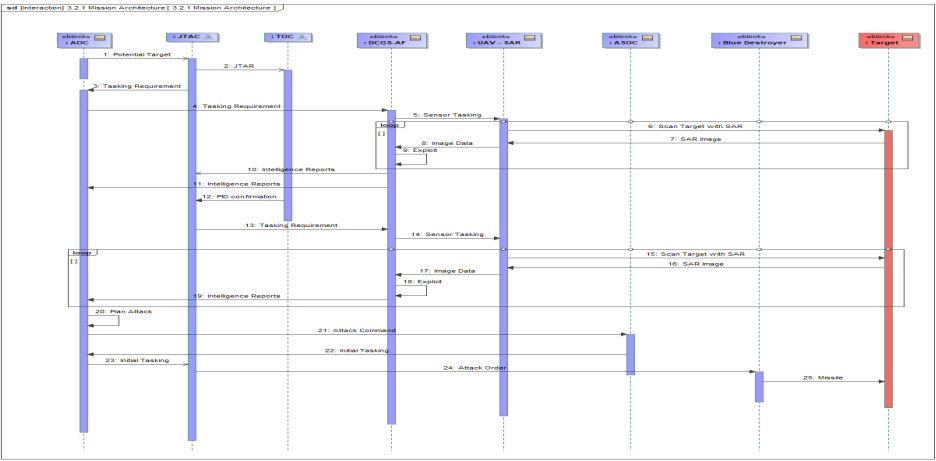 sd [Interaction] 3.2.1 Mission Architecture [ 3.2.1 Mission Architecture ]
«block»
: AOC
: JTAC
: TOC
«block»
: DCGS-AF
«block»
: UAV - SAR
«block»
: ASOC
«block»
: Blue Destroyer
«block»
: Target
1: Potential Target
2: JTAR
3: Tasking Requirement
4: Tasking Requirement
5: Sensor Tasking
loop
[ ]
6: Scan Target with SAR
7: SAR Image
8: Image Data
9: Exploit
10: Intelligence Reports
11: Intelligence Reports
12: PID confirmation
13: Tasking Requirement
14: Sensor Tasking
loop
[ ]
15: Scan Target with SAR
16: SAR Image
17: Image Data
18: Exploit
19: Intelligence Reports
20: Plan Attack
21: Attack Command
22: Initial Tasking
23: Initial Tasking
24: Attack Order
25: Missile